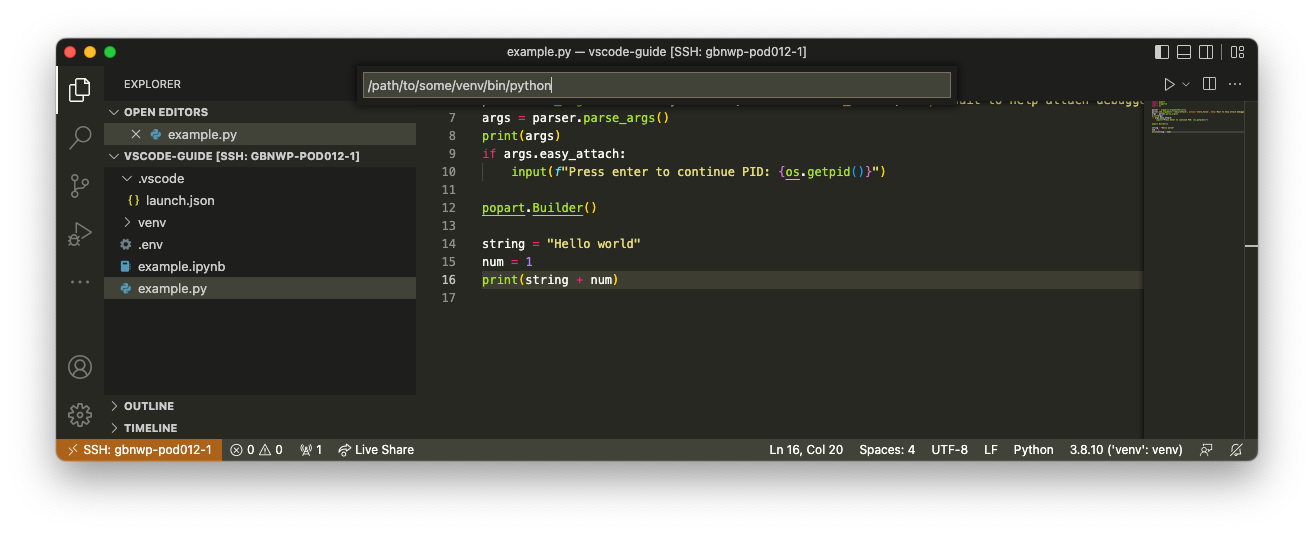 example.py — vscode-guide [SSH: gbnwp-pod012-1]
EXPLORER
/path/to/some/venv/bin/python
OPEN EDITORS
example.py
VSCODE-GUIDE [SSH: GBNWP-POD012-1]
.vscode
{} launch.json
venv
.env
example.ipynb
example.py
OUTLINE
TIMELINE
7 args = parser.parse_args()
8 print(args)
9 if args.easy_attach:
10 input(f"Press enter to continue PID: {os.getpid()}")
11
12 popart.Builder()
13
14 string = "Hello world"
15 num = 1
16 print(string + num)
17
SSH: gbnwp-pod012-1 0 0 1 Live Share Ln 16, Col 20 Spaces: 4 UTF-8 LF Python 3.8.10 ('venv': venv)